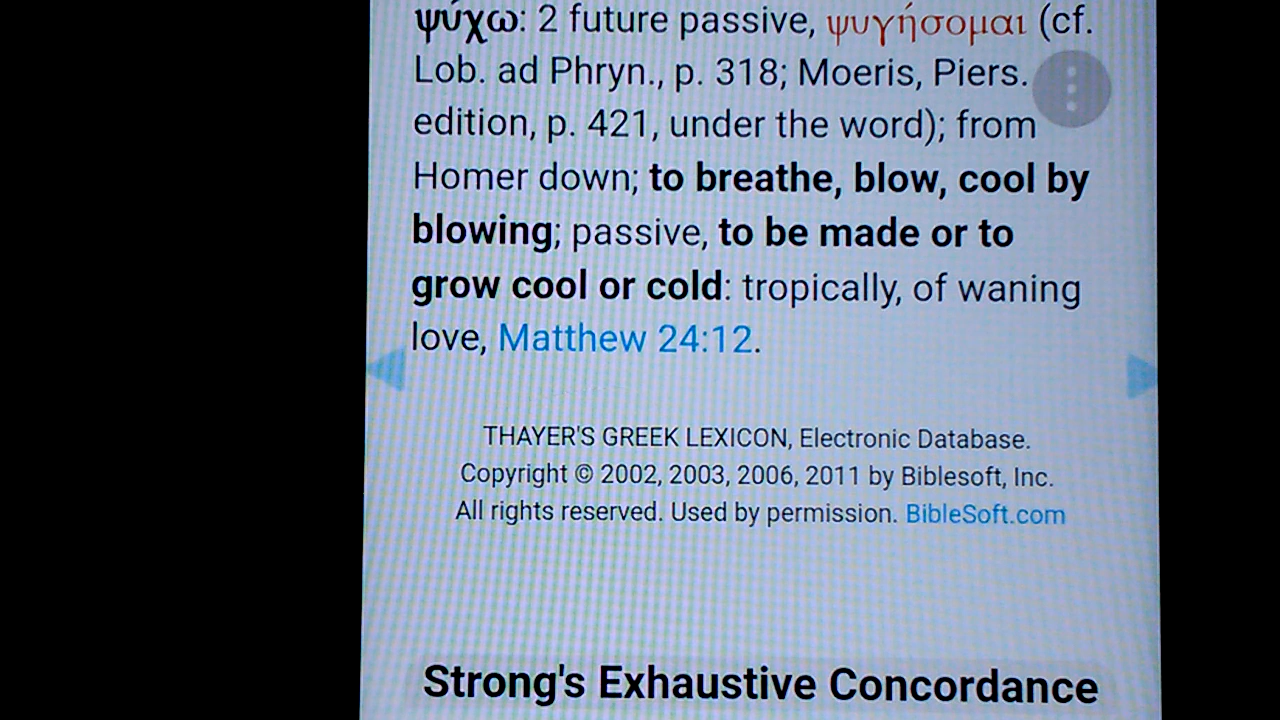 ψύχω: 2 future passive, ψυγήσομαι (cf.
Lob. ad Phryn., p. 318; Moeris, Piers.
edition, p. 421, under the word); from
Homer down; to breathe, blow, cool by
blowing; passive, to be made or to
grow cool or cold: tropically, of waning
love, Matthew 24:12.
THAYER'S GREEK LEXICON, Electronic Database.
Copyright © 2002, 2003, 2006, 2011 by Biblesoft, Inc.
All rights reserved. Used by permission. BibleSoft.com
Strong's Exhaustive Concordance